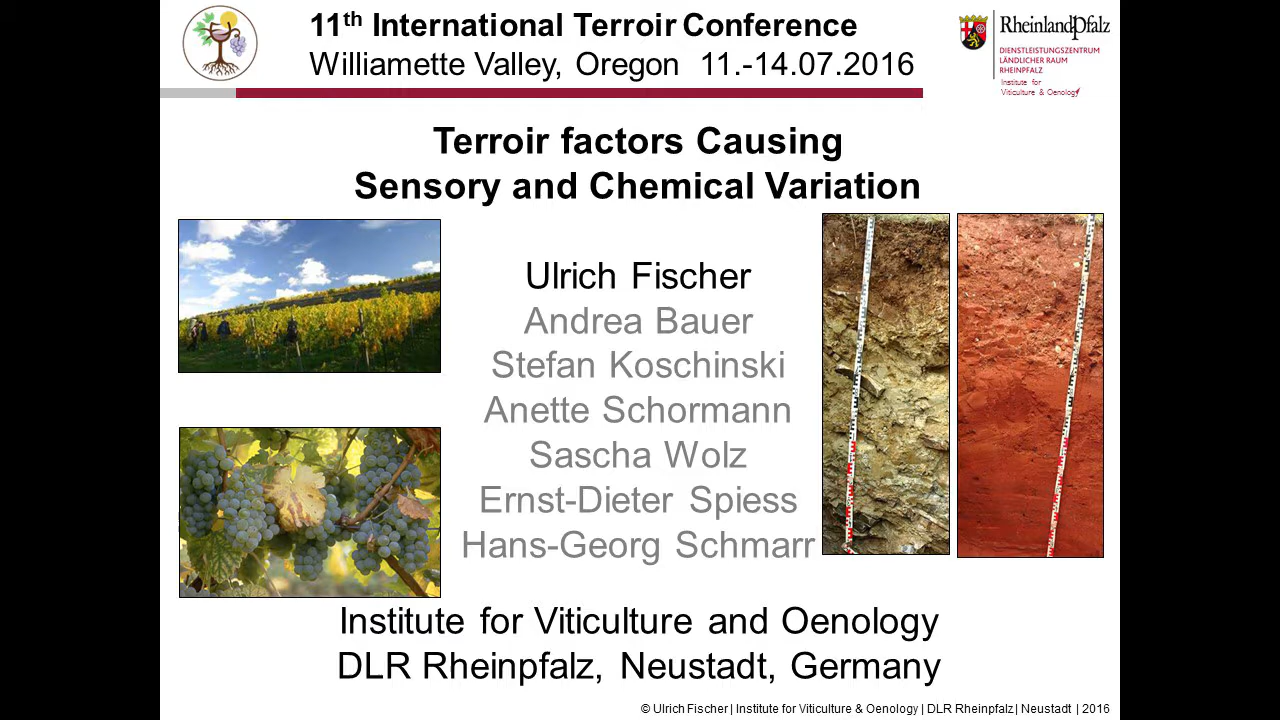 11th International Terroir Conference
Williamette Valley, Oregon 11.-14.07.2016
RheinlandPfalz
DIENSTLEISTUNGSZENTRUM
LÄNDLICHER RAUM
RHEINPFALZ
Institute for
Viticulture & Oenology
Terroir factors Causing
Sensory and Chemical Variation
Ulrich Fischer
Andrea Bauer
Stefan Koschinski
Anette Schormann
Sascha Wolz
Ernst-Dieter Spiess
Hans-Georg Schmarr
Institute for Viticulture and Oenology
DLR Rheinpfalz, Neustadt, Germany
© Ulrich Fischer | Institute for Viticulture & Oenology | DLR Rheinpfalz | Neustadt | 2016